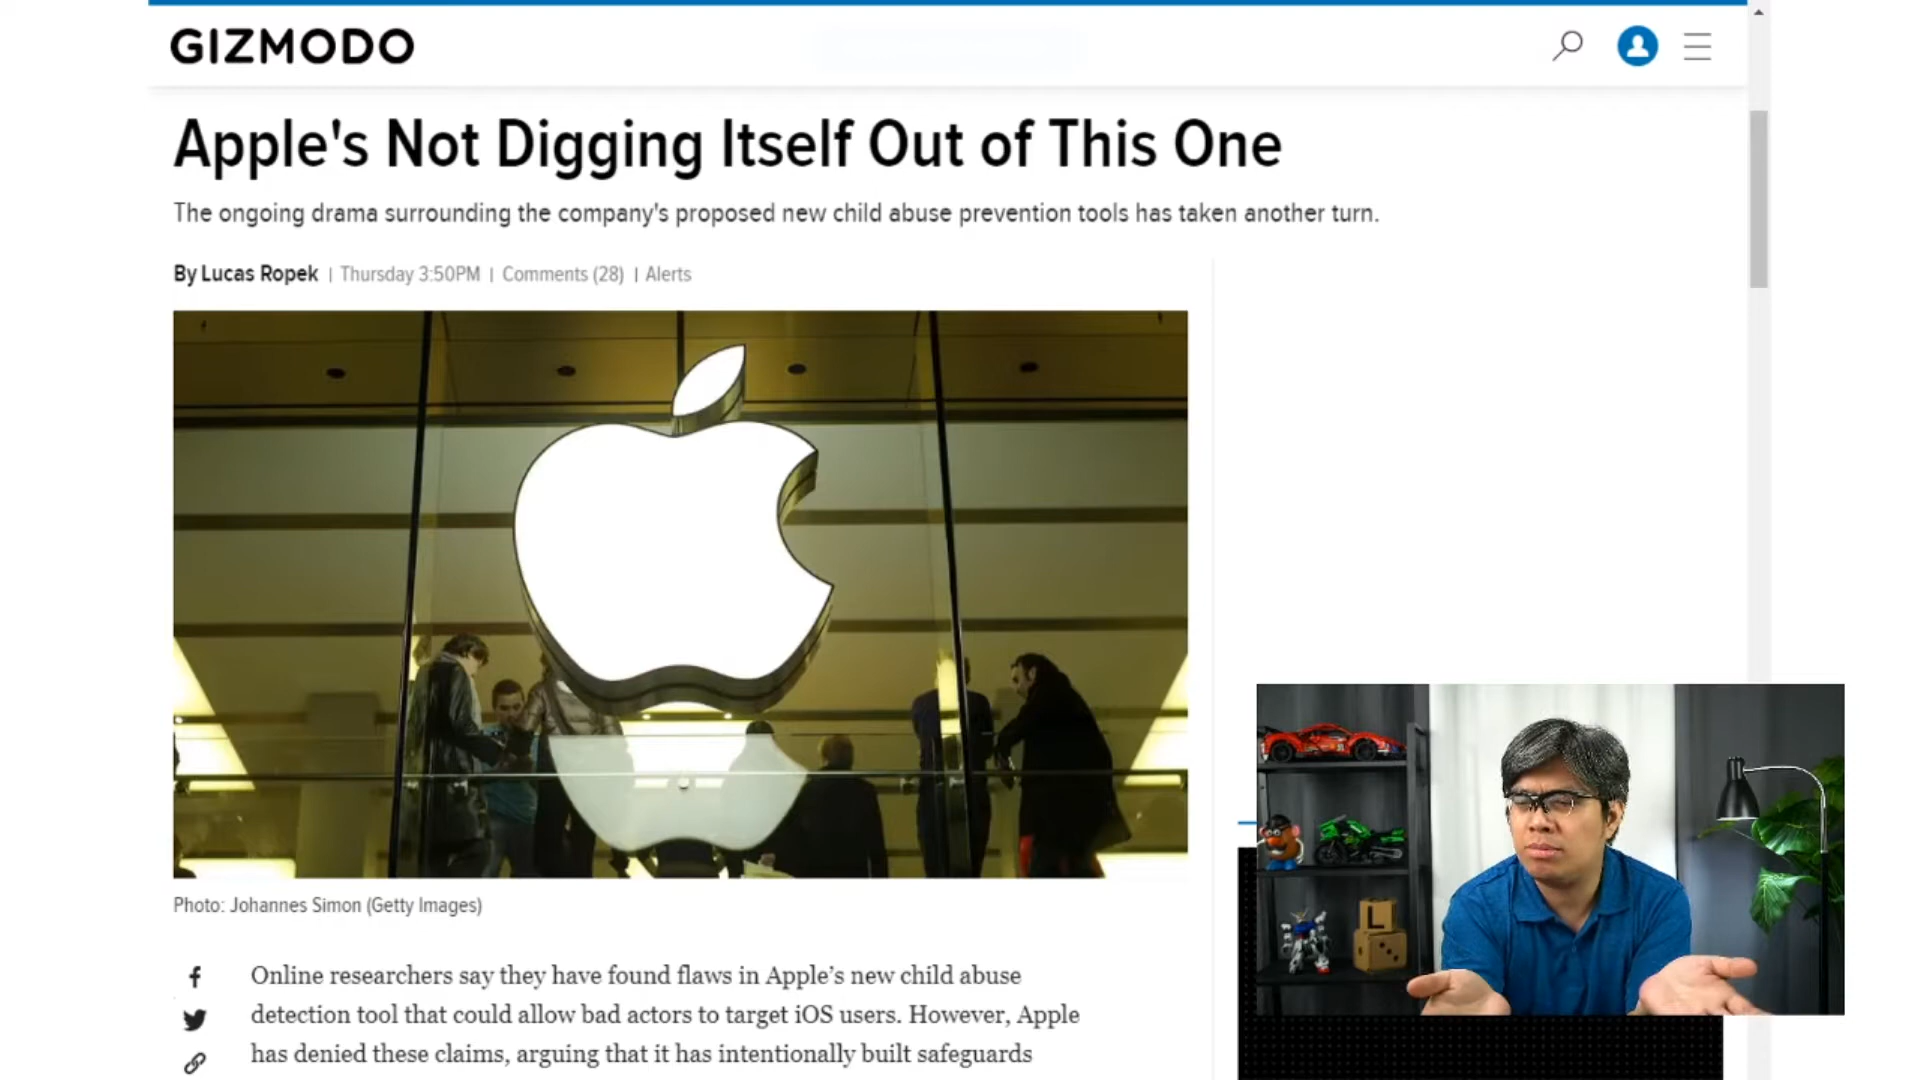 GIZMODO
Apple's Not Digging Itself Out of This One
The ongoing drama surrounding the company's proposed new child abuse prevention tools has taken another turn.
By Lucas Ropek | Thursday 3:50PM | Comments (28) | Alerts
Photo: Johannes Simon (Getty Images)
Online researchers say they have found flaws in Apple’s new child abuse
detection tool that could allow bad actors to target iOS users. However, Apple
has denied these claims, arguing that it has intentionally built safeguards
L